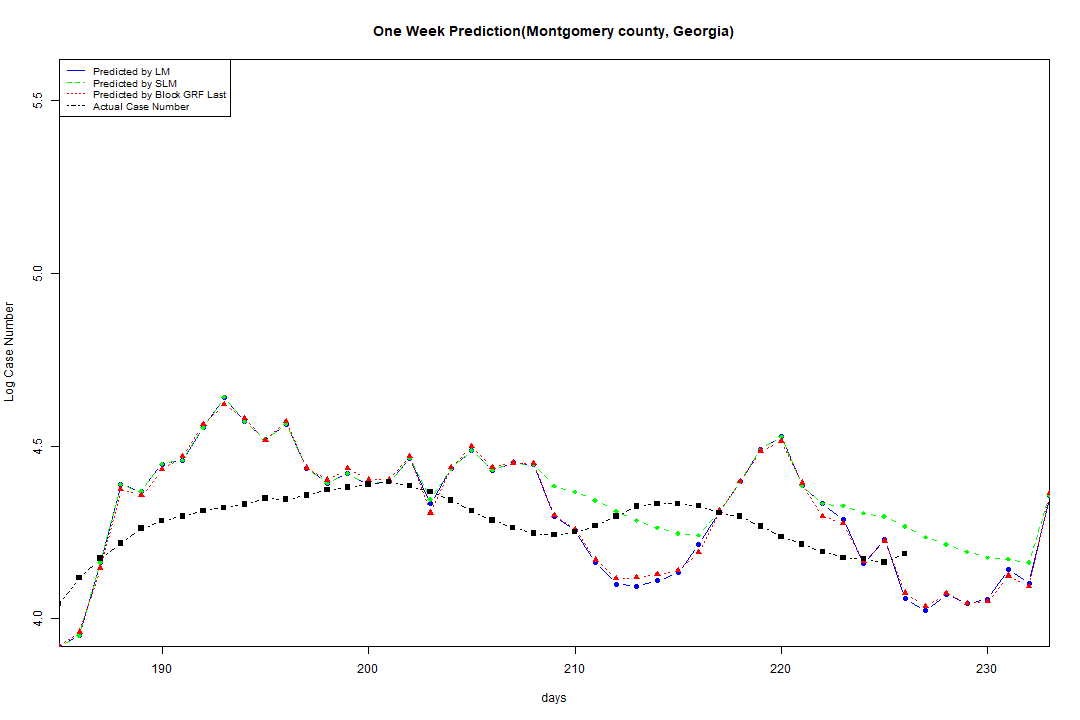 One Week Prediction(Montgomery county, Georgia)
Predicted by LM
Predicted by SLM
Predicted by Block GRF Last
Actual Case Number
5.5
5.0
4.5
4.0
Log Case Number
190 200 210 220 230
days